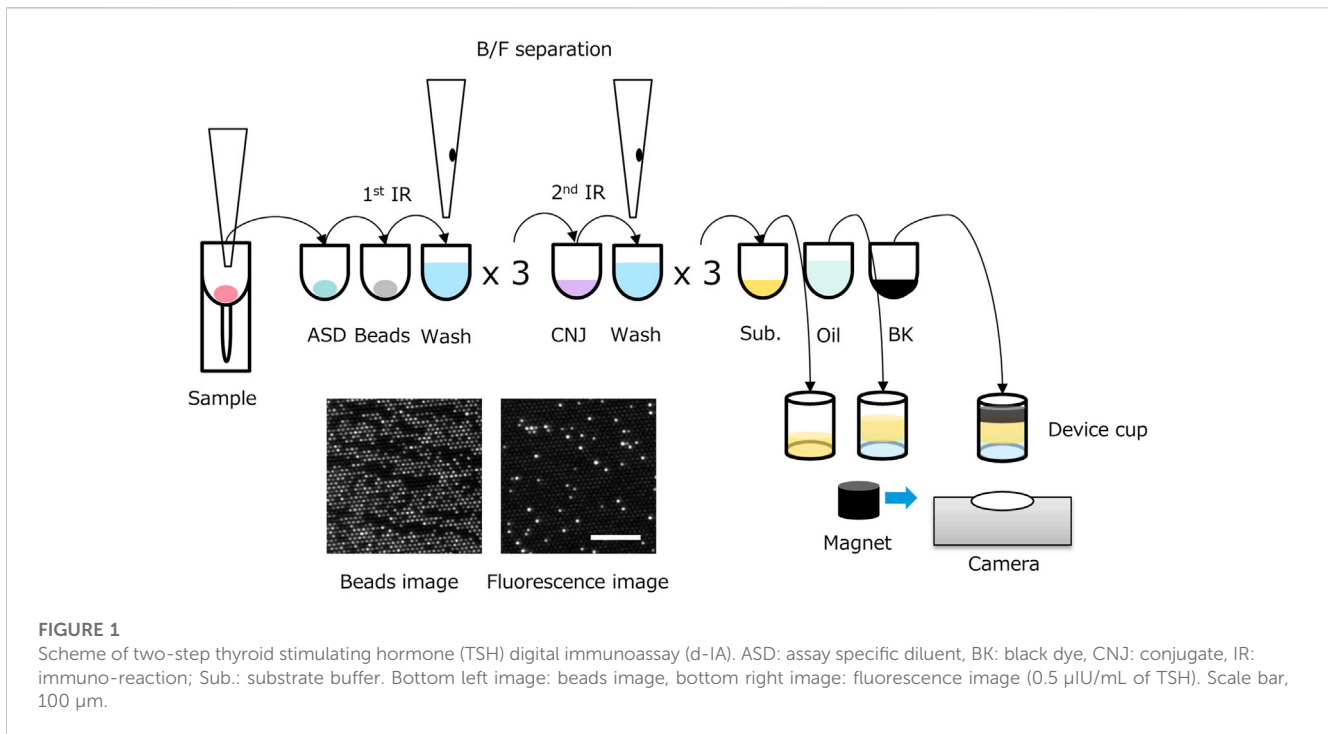 B/F separation
1st IR
2nd IR
x 3
x 3
ASD
Beads
Wash
CNJ
Wash
Sub.
Oil
BK
Sample
Device cup
Magnet
Camera
Beads image
Fluorescence image
FIGURE 1
Scheme of two-step thyroid stimulating hormone (TSH) digital immunoassay (d-IA). ASD: assay specific diluent, BK: black dye, CNJ: conjugate, IR:
immuno-reaction; Sub.: substrate buffer. Bottom left image: beads image, bottom right image: fluorescence image (0.5 µIU/mL of TSH). Scale bar,
100 µm.